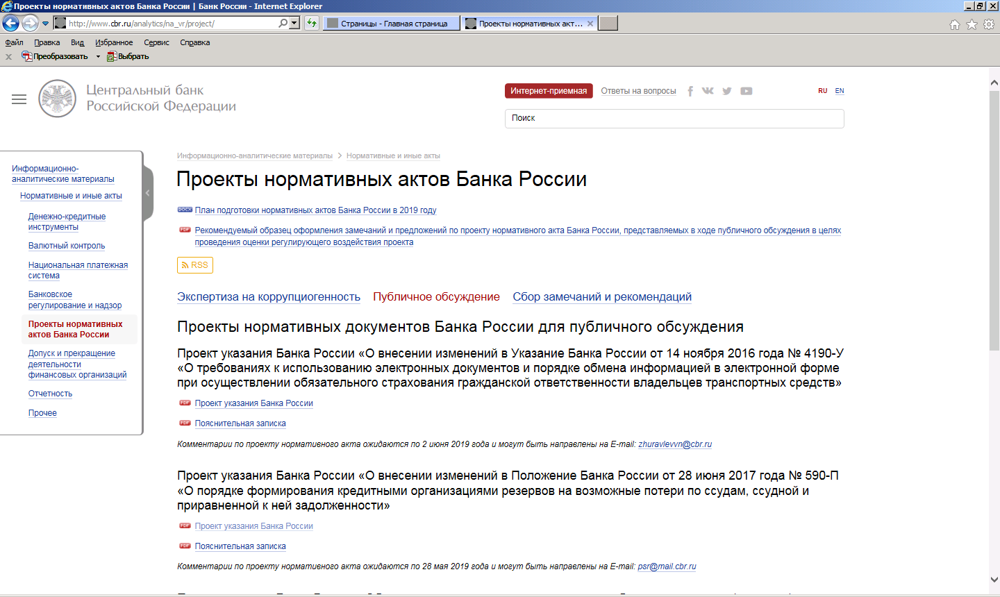 Проекты нормативных актов Банка России | Банк России - Internet Explorer
http://www.cbr.ru/analytics/na_vr/project/
Страницы - Главная страница
Проекты нормативных акт...
Файл Правка Вид Избранное Сервис Справка
x Преобразовать Выбрать
Центральный банк
Российской Федерации
Интернет-приемная Ответы на вопросы
RU EN
Поиск
Информационно-
аналитические материалы
Нормативные и иные акты
Денежно-кредитные
инструменты
Валютный контроль
Национальная платежная
система
Банковское
регулирование и надзор
Проекты нормативных
актов Банка России
Допуск и прекращение
деятельности
финансовых организаций
Отчетность
Прочее
Информационно-аналитические материалы > Нормативные и иные акты
Проекты нормативных актов Банка России
DOCX План подготовки нормативных актов Банка России в 2019 году
PDF Рекомендуемый образец оформления замечаний и предложений по проекту нормативного акта Банка России, представляемых в ходе публичного обсуждения в целях
проведения оценки регулирующего воздействия проекта
RSS
Экспертиза на коррупциогенность Публичное обсуждение Сбор замечаний и рекомендаций
Проекты нормативных документов Банка России для публичного обсуждения
Проект указания Банка России «О внесении изменений в Указание Банка России от 14 ноября 2016 года № 4190-У
«О требованиях к использованию электронных документов и порядке обмена информацией в электронной форме
при осуществлении обязательного страхования гражданской ответственности владельцев транспортных средств»
PDF Проект указания Банка России
PDF Пояснительная записка
Комментарии по проекту нормативного акта ожидаются по 2 июня 2019 года и могут быть направлены на E-mail: zhuravlevvn@cbr.ru
Проект указания Банка России «О внесении изменений в Положение Банка России от 28 июня 2017 года № 590-П
«О порядке формирования кредитными организациями резервов на возможные потери по ссудам, ссудной и
приравненной к ней задолженности»
PDF Проект указания Банка России
PDF Пояснительная записка
Комментарии по проекту нормативного акта ожидаются по 28 мая 2019 года и могут быть направлены на E-mail: psr@mail.cbr.ru